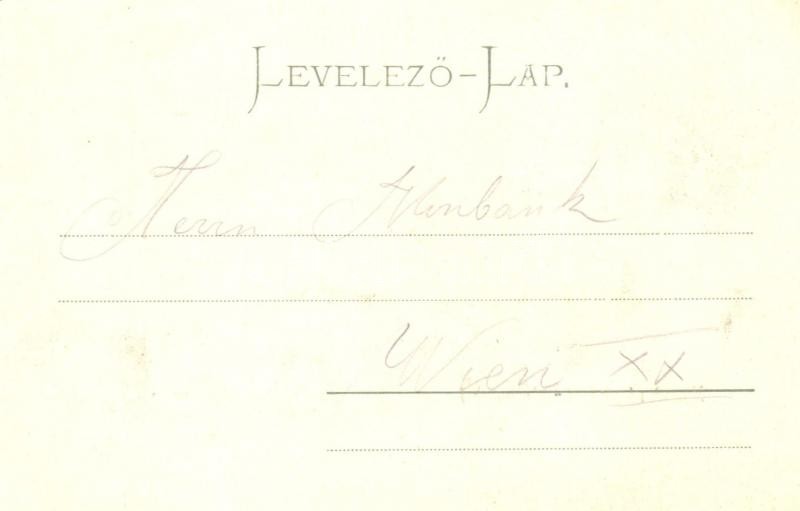 LEVELEZŐ-LAP.
Herrn
Wien XX